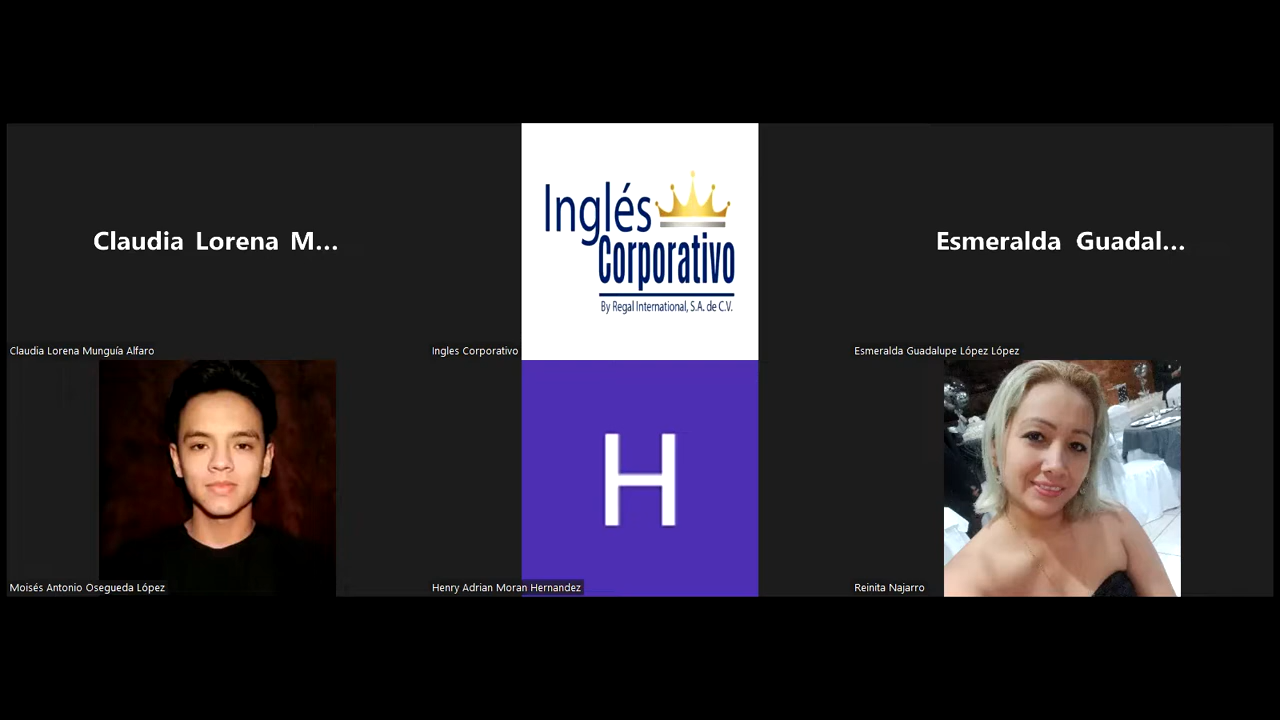 Claudia Lorena M...
Inglés
Corporativo
By Regal International, S.A. de C.V.
Esmeralda Guadal...
Claudia Lorena Munguía Alfaro
Ingles Corporativo
Esmeralda Guadalupe López López
H
Moisés Antonio Osegueda López
Henry Adrian Moran Hernandez
Reinita Najarro